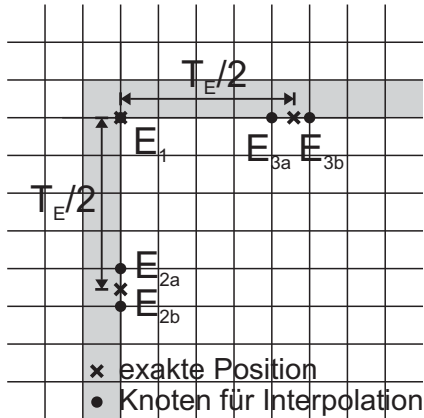 T_E/2
E_1
E_3a E_3b
T_E/2
E_2a
E_2b
exakte Position
Knoten für Interpolation